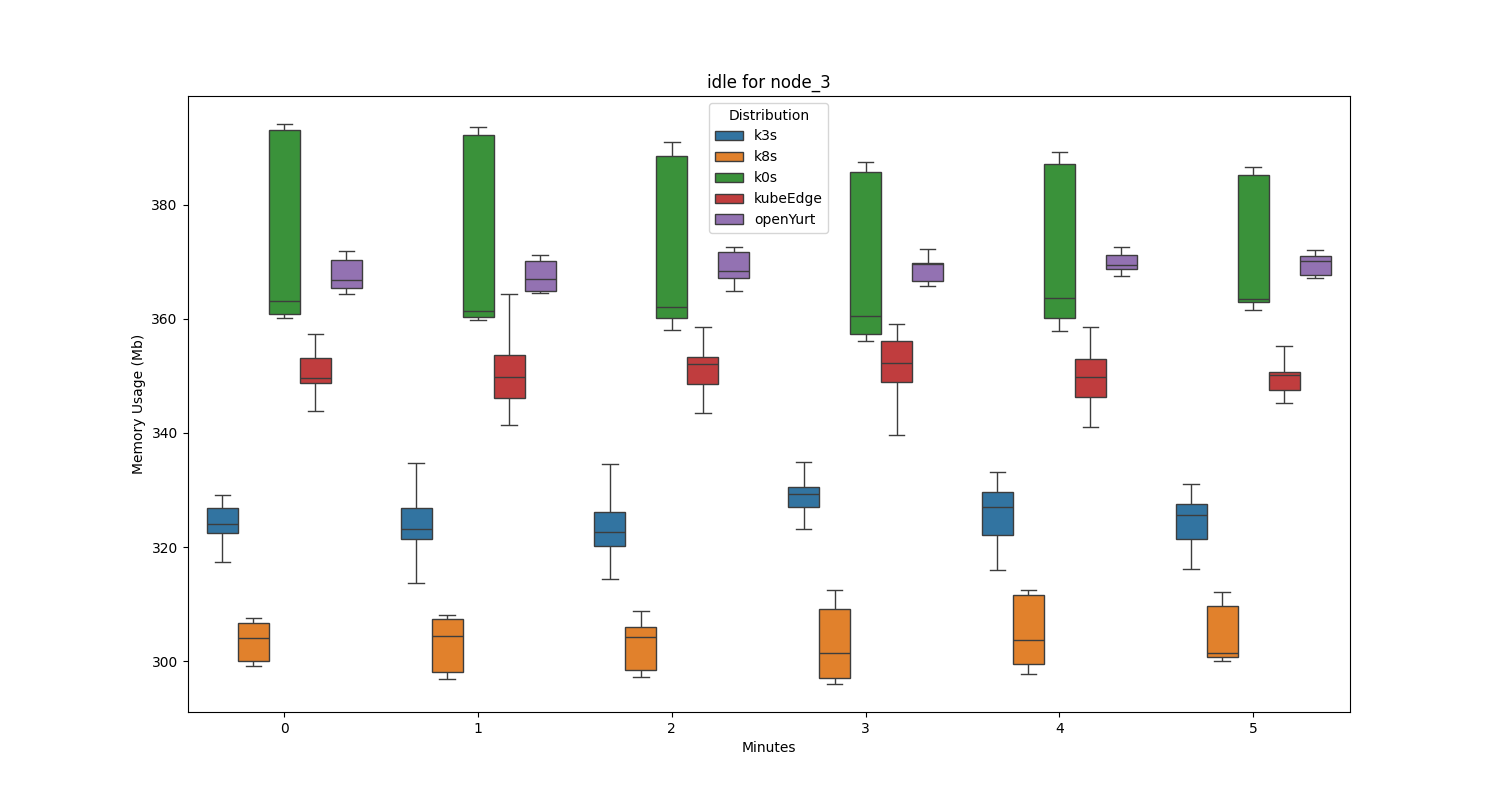 idle for node_3
Distribution
k3s
k8s
k0s
kubeEdge
openYurt
Memory Usage (Mb)
380
360
340
320
300
0 1 2 3 4 5
Minutes